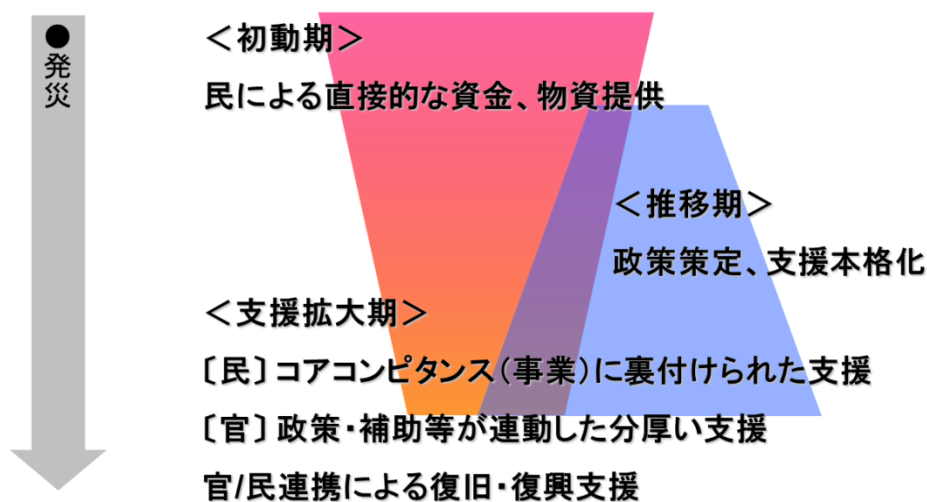 ●発災
＜初動期＞
民による直接的な資金、物資提供
＜推移期＞
政策策定、支援本格化
＜支援拡大期＞
〔民〕コアコンピタンス（事業）に裏付けられた支援
〔官〕政策・補助等が連動した分厚い支援
官/民連携による復旧・復興支援